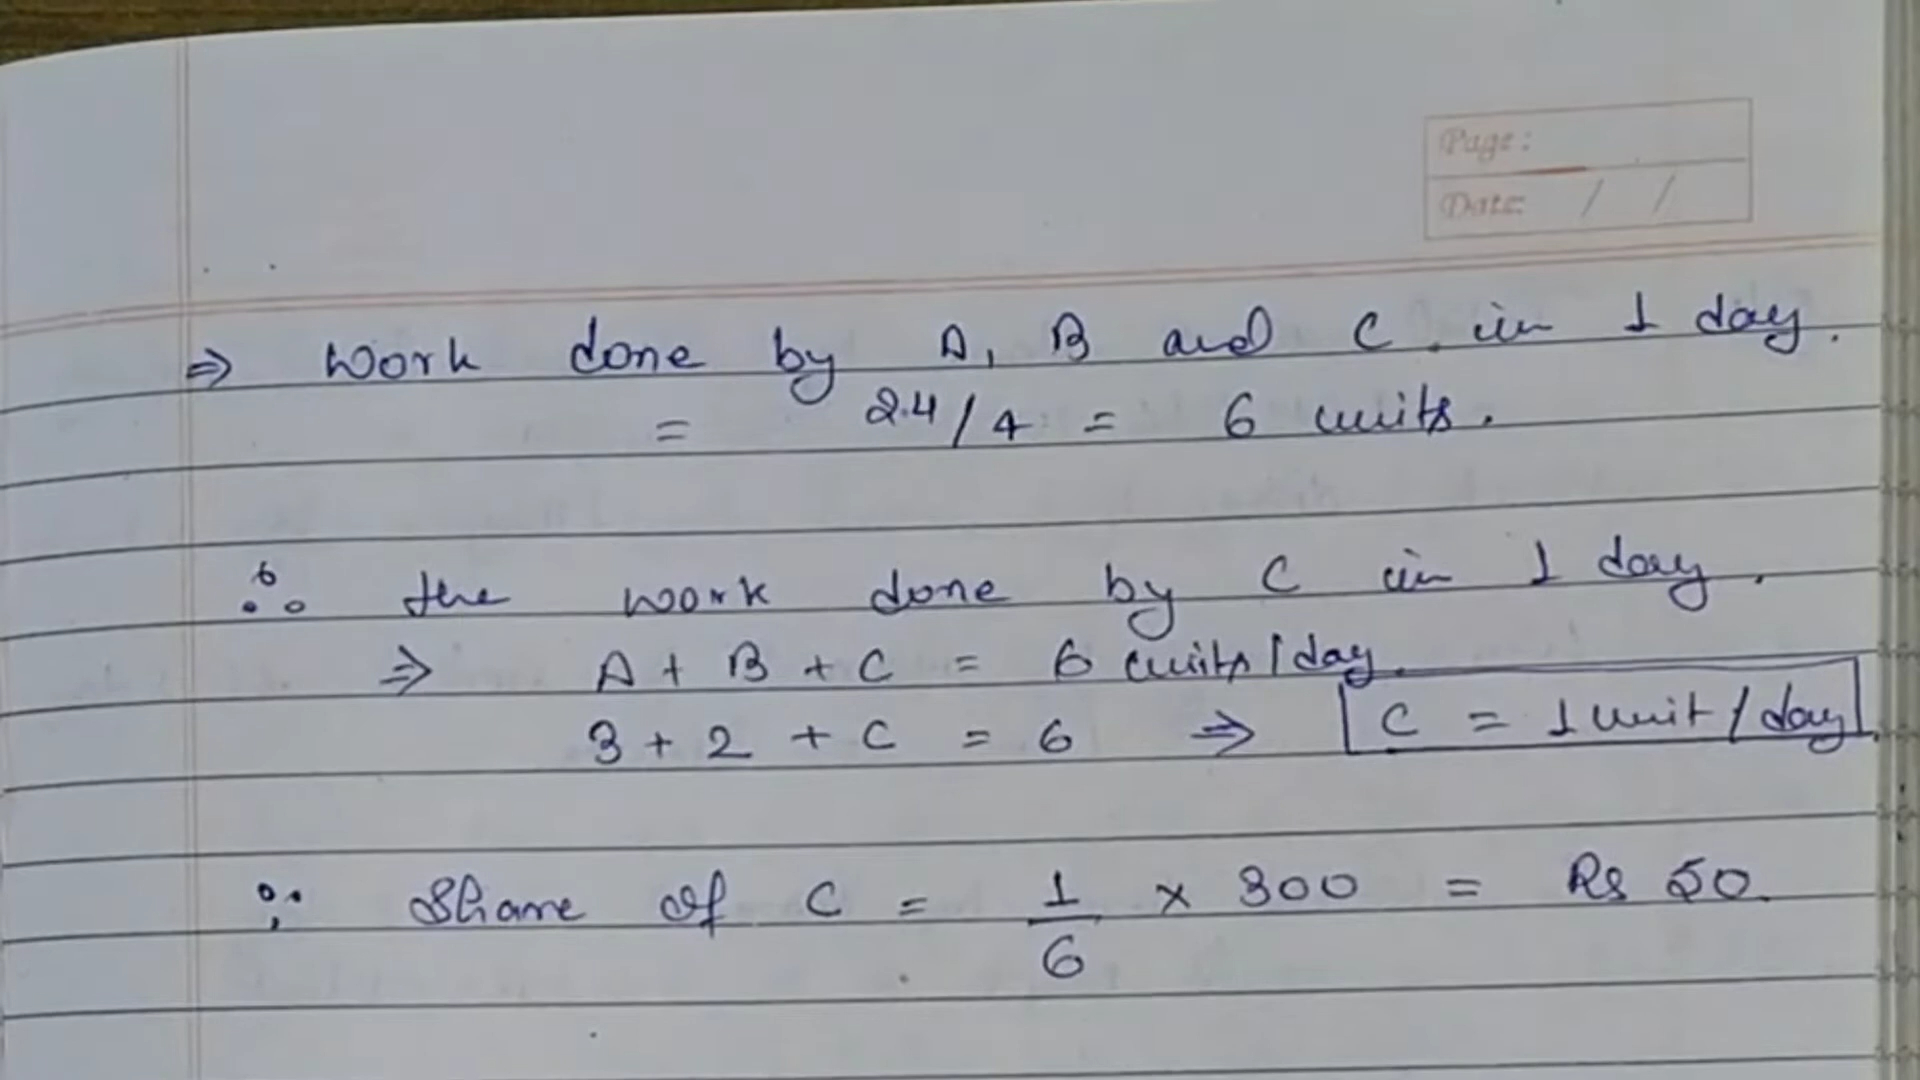 Page:
Date: / /
⇒ Work done by A, B and C in 1 day.
= 24/4 = 6 units.
∴ the work done by C in 1 day.
⇒ A + B + C = 6 units/day.
3 + 2 + C = 6 ⇒ C = 1 unit/day.
∴ Share of C = 1/6 × 300 = Rs 50.